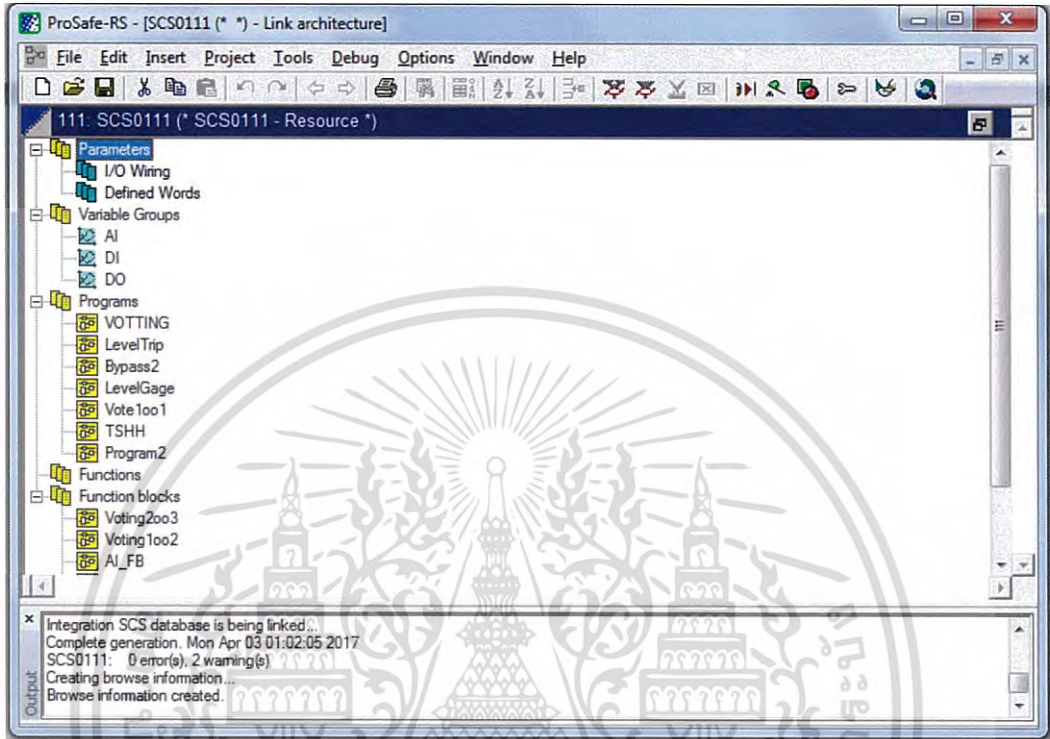 ProSafe-RS - [SCS0111 (* *) - Link architecture]
File Edit Insert Project Tools Debug Options Window Help
111: SCS0111 (* SCS0111 - Resource *)
Parameters
I/O Wiring
Defined Words
Variable Groups
AI
DI
DO
Programs
VOTTING
LevelTrip
Bypass2
LevelGage
Vote1oo1
TSHH
Program2
Functions
Function blocks
Voting2oo3
Voting1oo2
AI_FB
Integration SCS database is being linked...
Complete generation. Mon Apr 03 01:02:05 2017
SCS0111: 0 error(s), 2 warning(s)
Creating browse information...
Browse information created.
Output